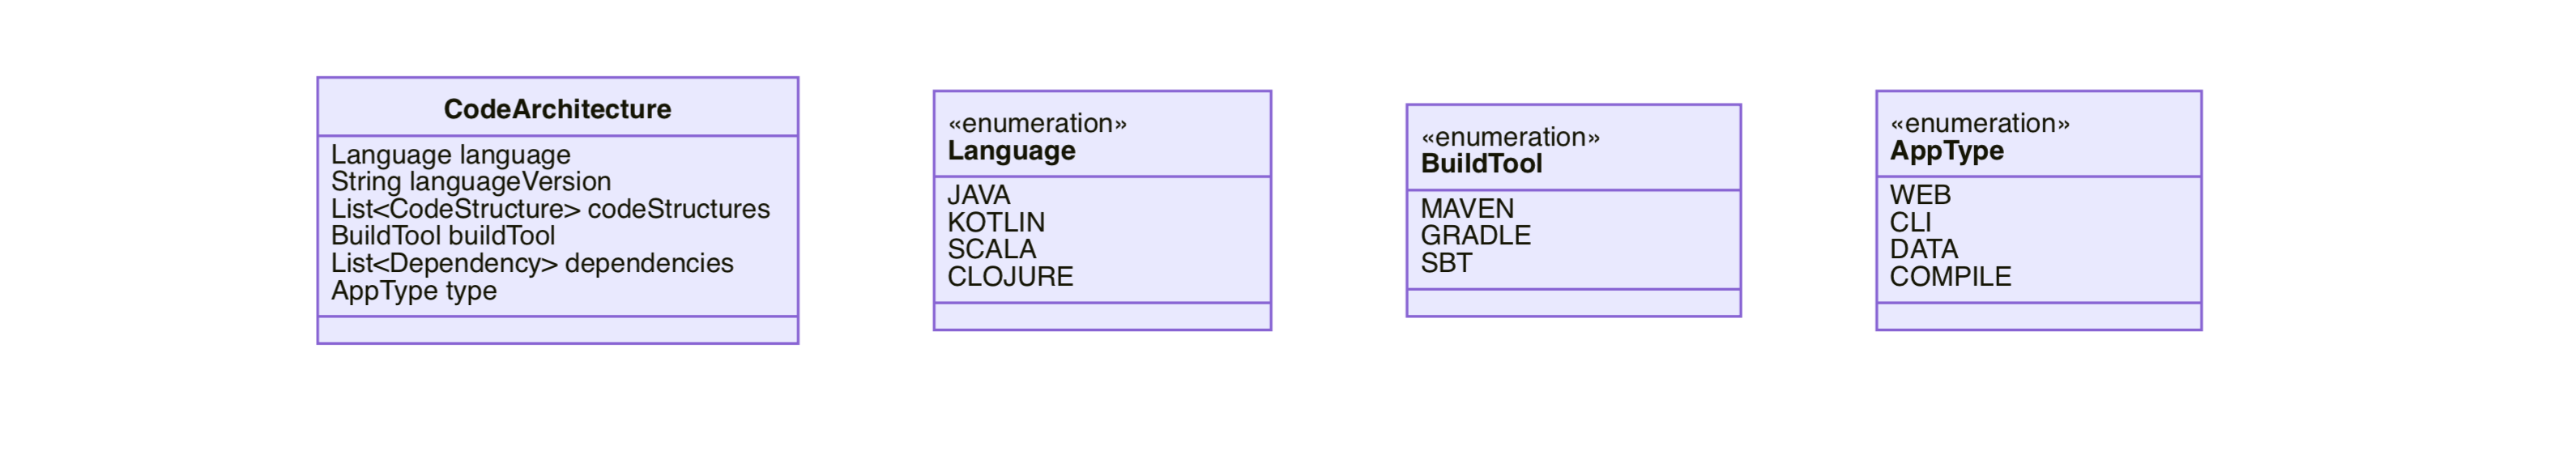 CodeArchitecture
Language language
String languageVersion
List<CodeStructure> codeStructures
BuildTool buildTool
List<Dependency> dependencies
AppType type
«enumeration»
Language
JAVA
KOTLIN
SCALA
CLOJURE
«enumeration»
BuildTool
MAVEN
GRADLE
SBT
«enumeration»
AppType
WEB
CLI
DATA
COMPILE